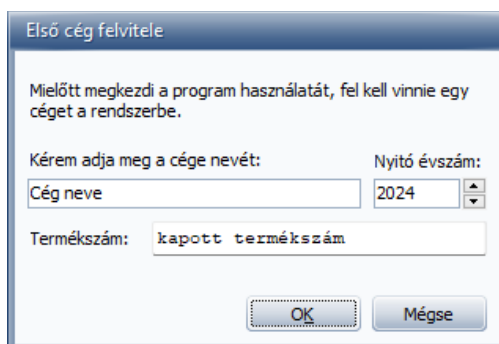 Első cég felvitele
Mielőtt megkezdi a program használatát, fel kell vinnie egy
céget a rendszerbe.
Kérem adja meg a cége nevét:
Nyitó évszám:
Cég neve
2024
Termékszám:
kapott termékszám
OK
Mégse